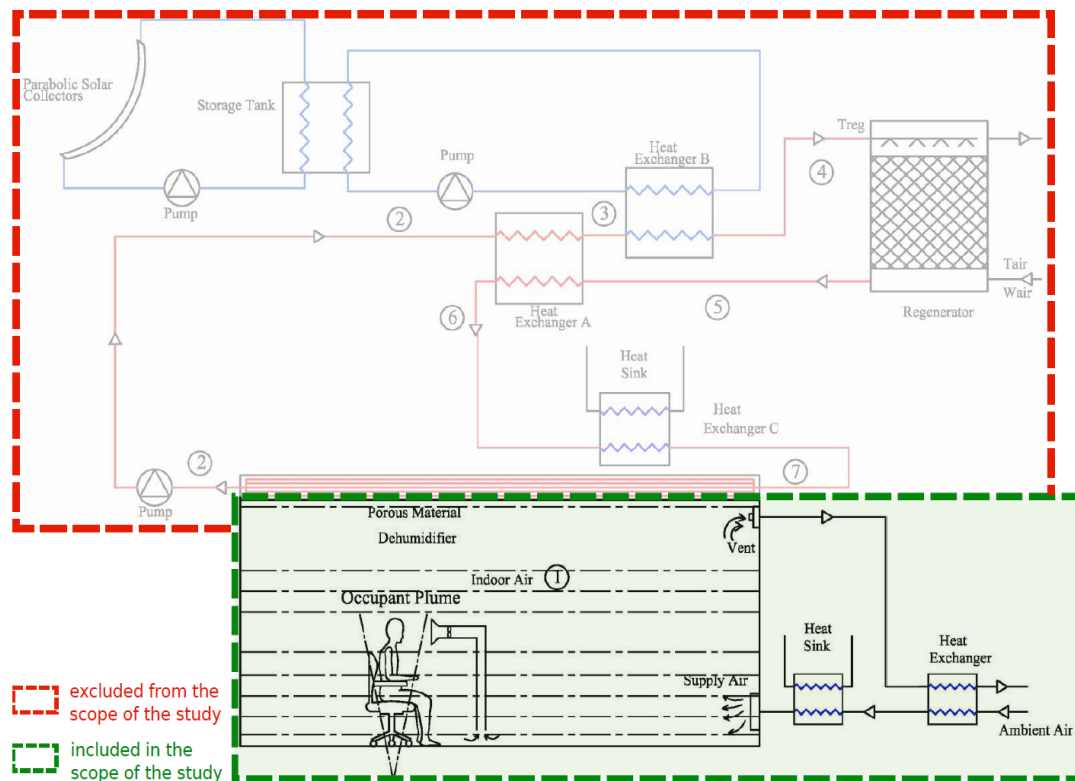 Parabolic Solar
Collectors
Storage Tank
Pump
Pump
Heat
Exchanger B
Treg
4
2
3
Tair
Wair
Regenerator
Heat
Exchanger A
5
6
Heat
Sink
Heat
Exchanger C
2
7
Pump
Porous Material
Dehumidifier
Vent
Indoor Air 1
Occupant Plume
Heat
Sink
Heat
Exchanger
Supply Air
Ambient Air
excluded from the
scope of the study
included in the
scope of the study